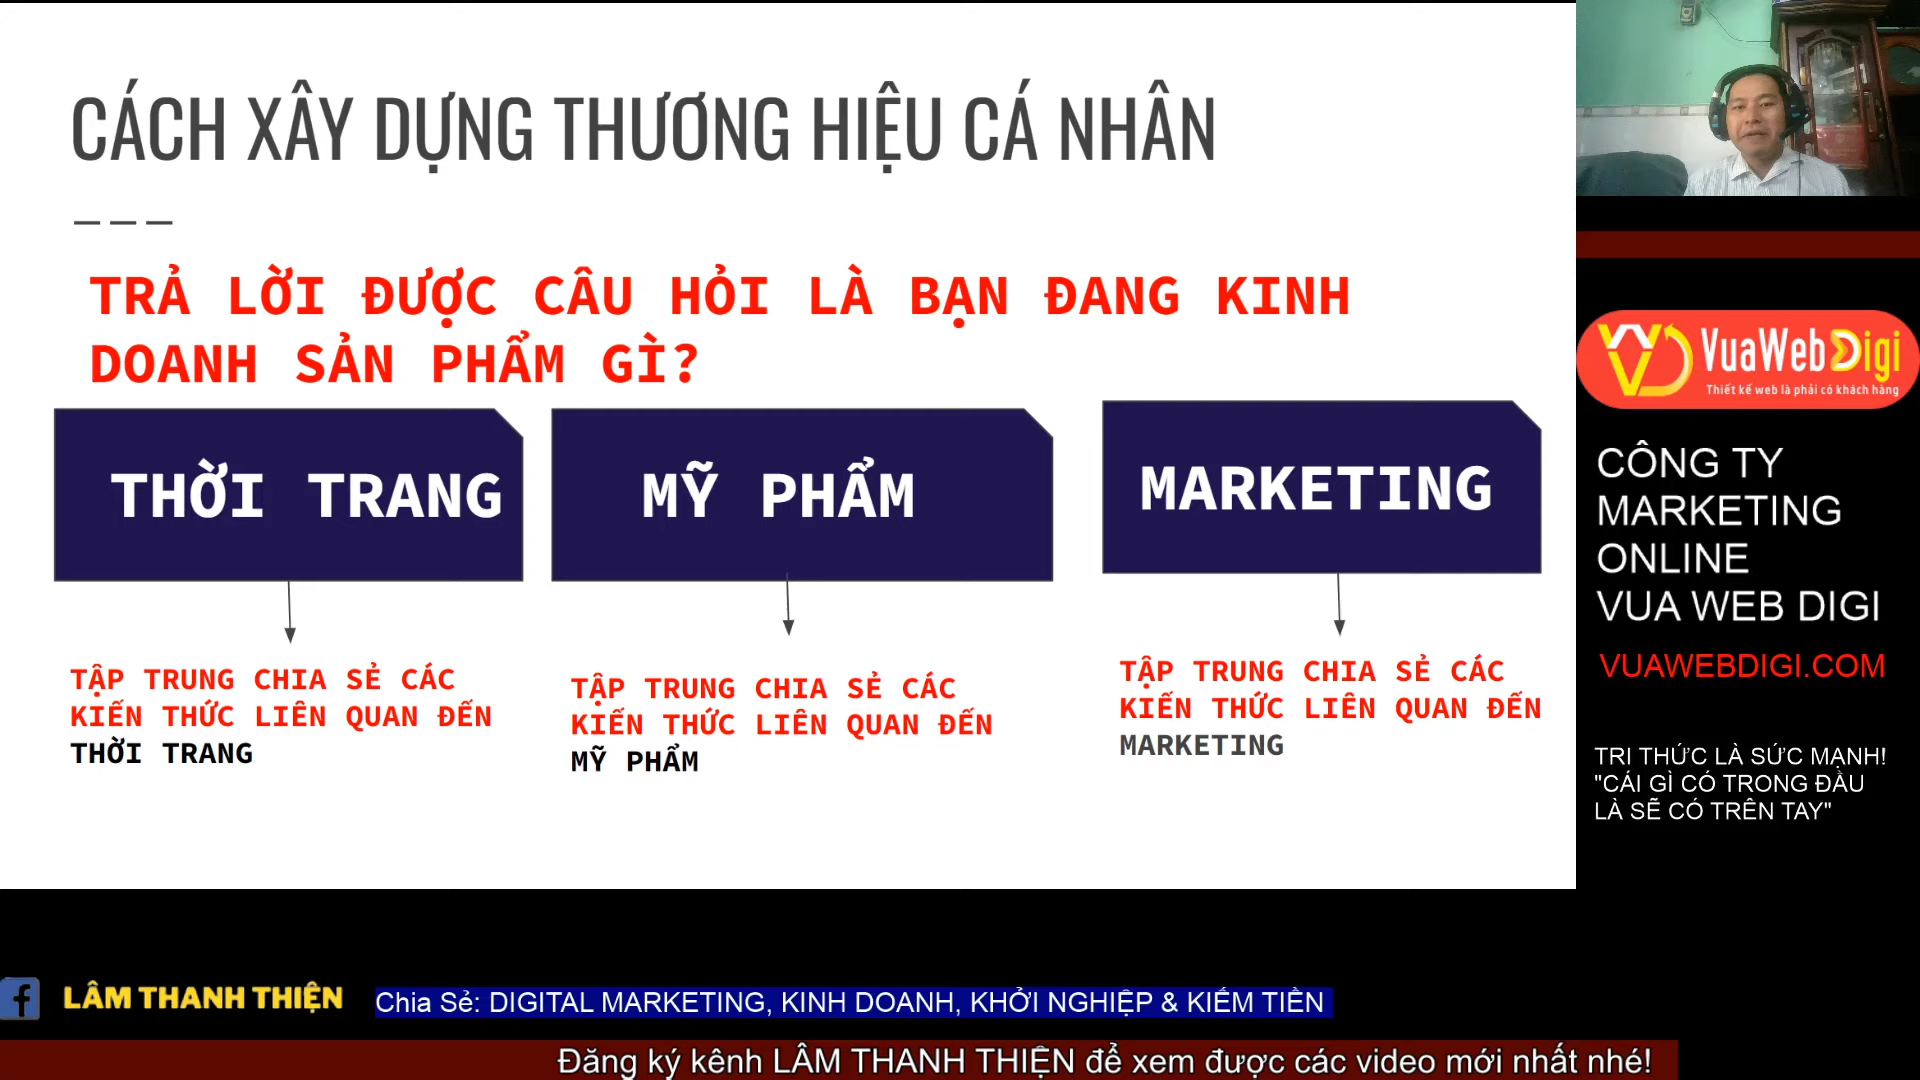 CÁCH XÂY DỰNG THƯƠNG HIỆU CÁ NHÂN
TRẢ LỜI ĐƯỢC CÂU HỎI LÀ BẠN ĐANG KINH
DOANH SẢN PHẨM GÌ?
THỜI TRANG
MỸ PHẨM
MARKETING
TẬP TRUNG CHIA SẺ CÁC
KIẾN THỨC LIÊN QUAN ĐẾN
THỜI TRANG
TẬP TRUNG CHIA SẺ CÁC
KIẾN THỨC LIÊN QUAN ĐẾN
MỸ PHẨM
TẬP TRUNG CHIA SẺ CÁC
KIẾN THỨC LIÊN QUAN ĐẾN
MARKETING
VuaWeb Digi
Thiết kế web là phải có khách hàng
CÔNG TY
MARKETING
ONLINE
VUA WEB DIGI
VUAWEBDIGI.COM
TRI THỨC LÀ SỨC MẠNH!
"CÁI GÌ CÓ TRONG ĐẦU
LÀ SẼ CÓ TRÊN TAY"
LÂM THANH THIỆN
Chia Sẻ: DIGITAL MARKETING, KINH DOANH, KHỞI NGHIỆP & KIẾM TIỀN
Đăng ký kênh LÂM THANH THIỆN để xem được các video mới nhất nhé!